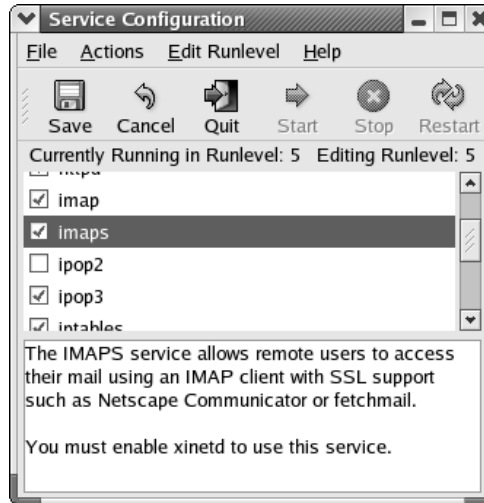 Service Configuration
File Actions Edit Runlevel Help
Save Cancel Quit Start Stop Restart
Currently Running in Runlevel: 5 Editing Runlevel: 5
httpd
imap
imaps
ipop2
ipop3
iptables
The IMAPS service allows remote users to access
their mail using an IMAP client with SSL support
such as Netscape Communicator or fetchmail.
You must enable xinetd to use this service.